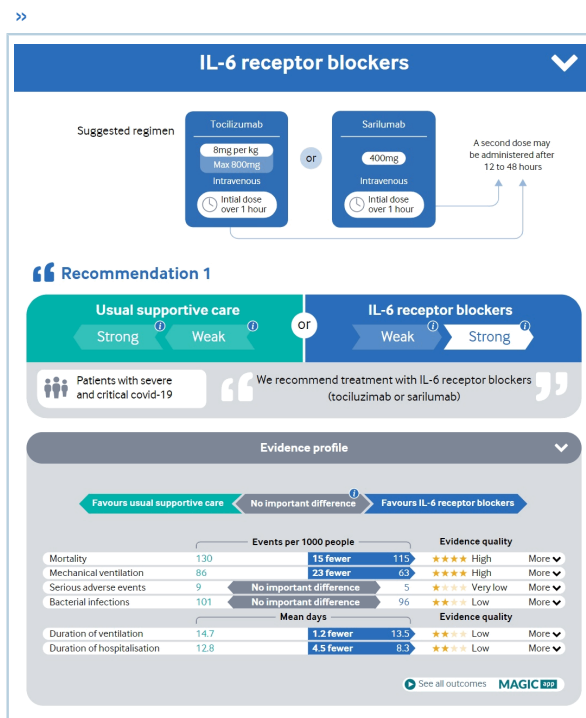 »
IL-6 receptor blockers
Suggested regimen
Tocilizumab
8mg per kg
Max 800mg
Intravenous
Intial dose
over 1 hour
or
Sarilumab
400mg
Intravenous
Intial dose
over 1 hour
A second dose may
be administered after
12 to 48 hours
Recommendation 1
Usual supportive care
Strong i Weak i
or
IL-6 receptor blockers
Weak i Strong i
Patients with severe
and critical covid-19
“ We recommend treatment with IL-6 receptor blockers ”
(tociluzimab or sarilumab)
Evidence profile
Favours usual supportive care No important difference i Favours IL-6 receptor blockers
Events per 1000 people Evidence quality
Mortality 130 15 fewer 115 ★★★★ High More
Mechanical ventilation 86 23 fewer 63 ★★★★ High More
Serious adverse events 9 No important difference 5 ★★★★ Very low More
Bacterial infections 101 No important difference 96 ★★★★ Low More
Mean days Evidence quality
Duration of ventilation 14.7 1.2 fewer 13.5 ★★★★ Low More
Duration of hospitalisation 12.8 4.5 fewer 8.3 ★★★★ Low More
See all outcomes MAGIC app